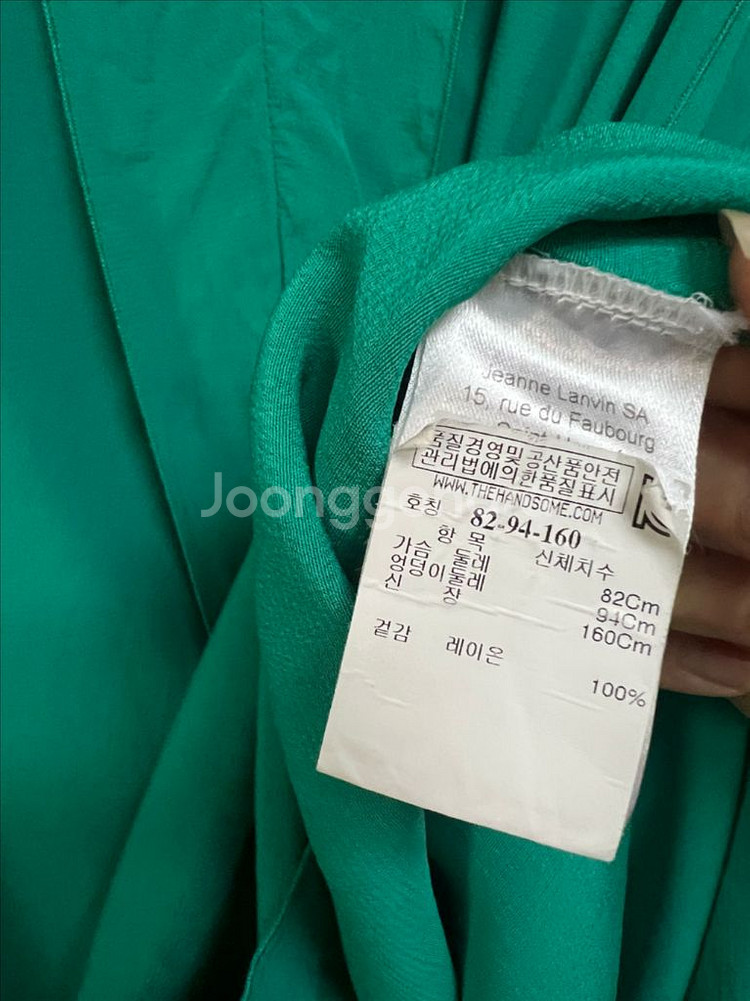 Jeanne Lanvin SA
15, rue du Faubourg
품질경영및공산품안전
관리법에의한품질표시
WWW.THEHANDSOME.COM
호칭 82-94-160
항 목 신체치수
가슴 둘레 82Cm
엉덩이둘레 94Cm
신 장 160Cm
겉감 레이온 100%